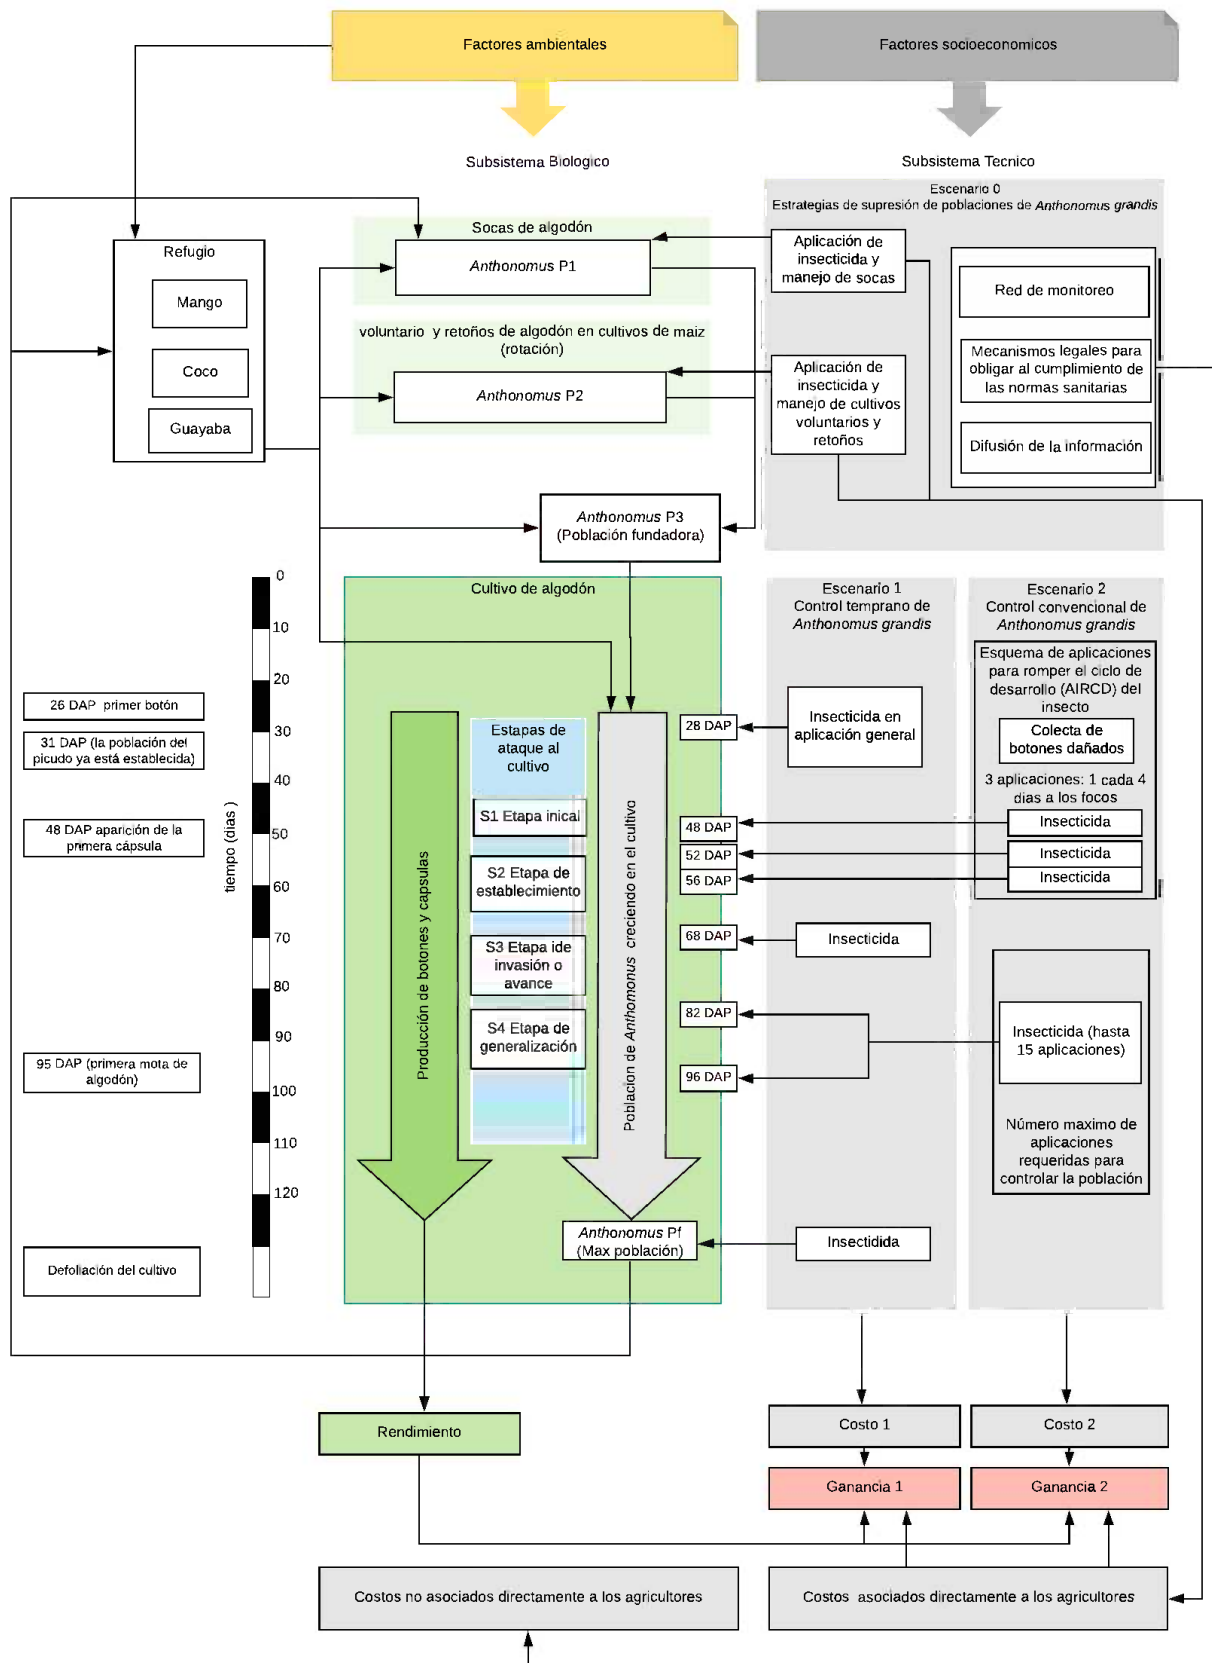 Factores ambientales
Factores socioeconomicos
Subsistema Biologico
Subsistema Tecnico
Escenario 0
Estrategias de supresión de poblaciones de Anthonomus grandis
Refugio
Mango
Coco
Guayaba
Socas de algodón
Anthonomus P1
voluntario y retoños de algodón en cultivos de maiz
(rotación)
Anthonomus P2
Aplicación de
insecticida y
manejo de socas
Aplicación de
insecticida y
manejo de cultivos
voluntarios y
retoños
Red de monitoreo
Mecanismos legales para
obligar al cumplimiento de
las normas sanitarias
Difusión de la información
Anthonomus P3
(Población fundadora)
0
10
20
30
40
50
60
70
80
90
100
110
120
tiempo (dias )
26 DAP primer botón
31 DAP (la población del
picudo ya está establecida)
48 DAP aparición de la
primera cápsula
95 DAP (primera mota de
algodón)
Defoliación del cultivo
Cultivo de algodón
Producción de botones y capsulas
Estapas de
ataque al
cultivo
S1 Etapa inical
S2 Etapa de
establecimiento
S3 Etapa ide
invasión o
avance
S4 Etapa de
generalización
Poblacion de Anthomonus creciendo en el cultivo
28 DAP
48 DAP
52 DAP
56 DAP
68 DAP
82 DAP
96 DAP
Anthonomus Pf
(Max población)
Escenario 1
Control temprano de
Anthonomus grandis
Insecticida en
aplicación general
Insecticida
Insectidida
Escenario 2
Control convencional de
Anthonomus grandis
Esquema de aplicaciones
para romper el ciclo de
desarrollo (AIRCD) del
insecto
Colecta de
botones dañados
3 aplicaciones: 1 cada 4
dias a los focos
Insecticida
Insecticida
Insecticida
Insecticida (hasta
15 aplicaciones)
Número maximo de
aplicaciones
requeridas para
controlar la población
Rendimiento
Costo 1
Costo 2
Ganancia 1
Ganancia 2
Costos no asociados directamente a los agricultores
Costos asociados directamente a los agricultores